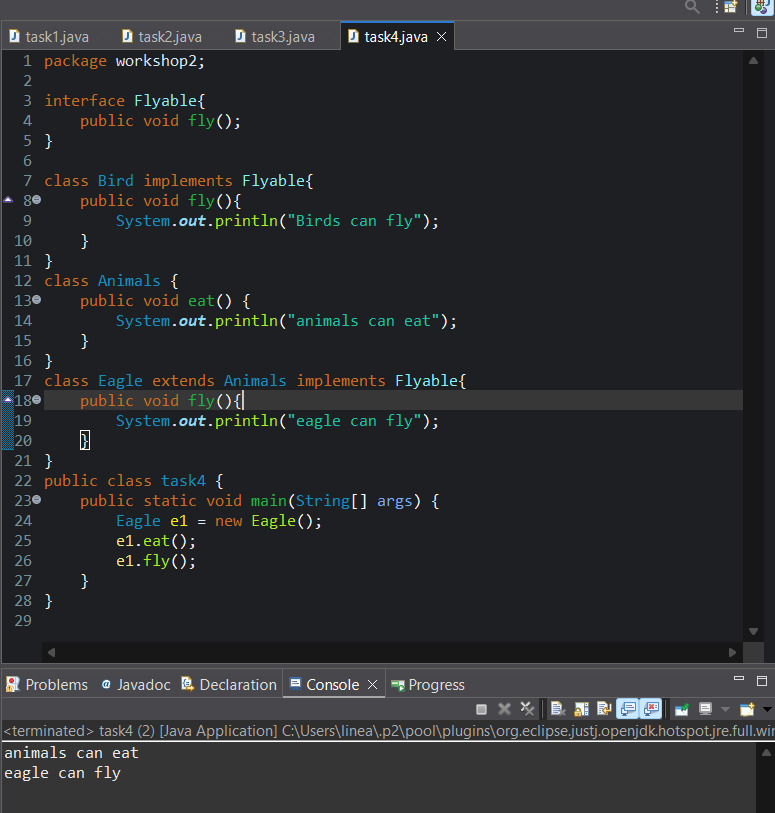 task1.java task2.java task3.java task4.java
1 package workshop2;
2
3 interface Flyable{
4     public void fly();
5 }
6
7 class Bird implements Flyable{
8     public void fly(){
9         System.out.println("Birds can fly");
10     }
11 }
12 class Animals {
13     public void eat() {
14         System.out.println("animals can eat");
15     }
16 }
17 class Eagle extends Animals implements Flyable{
18     public void fly(){
19         System.out.println("eagle can fly");
20     }
21 }
22 public class task4 {
23     public static void main(String[] args) {
24         Eagle e1 = new Eagle();
25         e1.eat();
26         e1.fly();
27     }
28 }
29
Problems @ Javadoc Declaration Console Progress
<terminated> task4 (2) [Java Application] C:\Users\linea\.p2\pool\plugins\org.eclipse.justj.openjdk.hotspot.jre.full.wir
animals can eat
eagle can fly